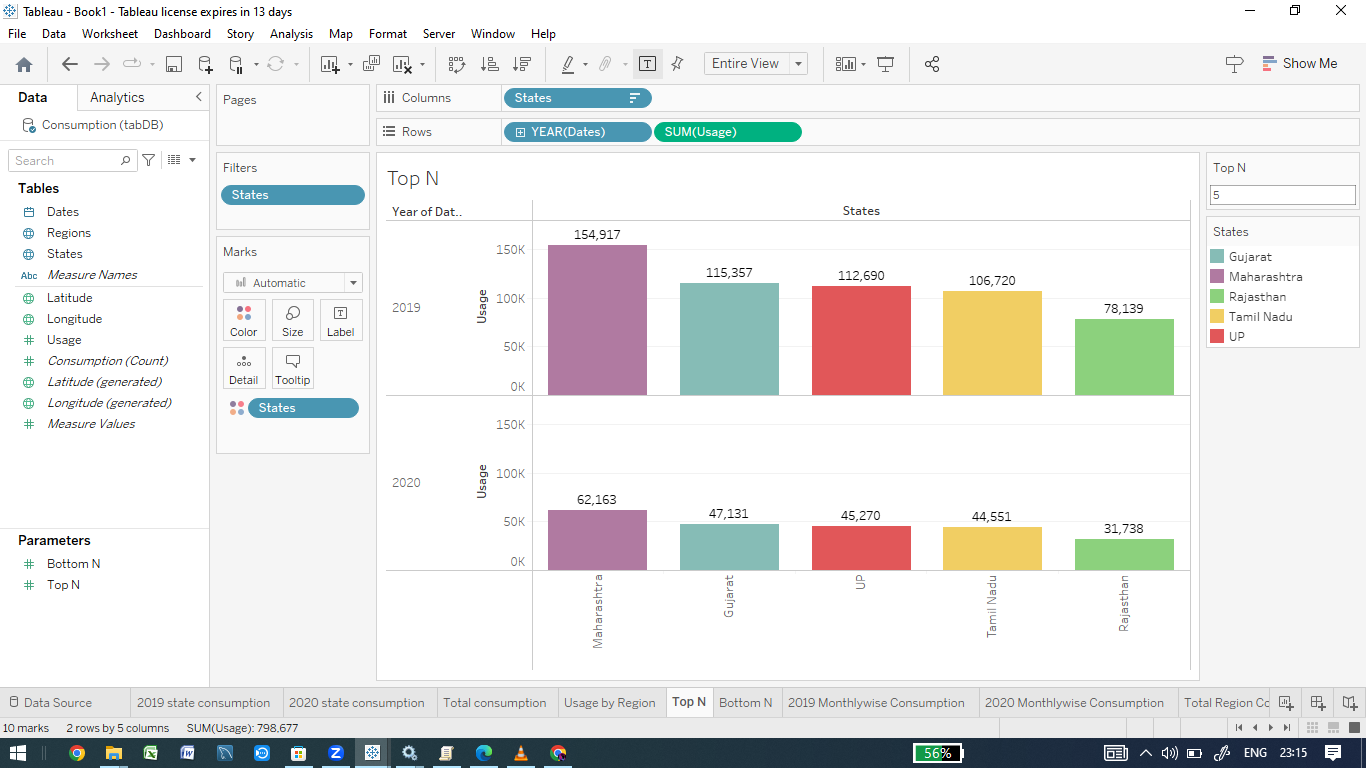 Tableau - Book1 - Tableau license expires in 13 days
File Data Worksheet Dashboard Story Analysis Map Format Server Window Help
Entire View
Show Me
Data Analytics
Consumption (tabDB)
Search
Tables
Dates
Regions
States
Abc Measure Names
Latitude
Longitude
Usage
Consumption (Count)
Latitude (generated)
Longitude (generated)
Measure Values
Parameters
Bottom N
Top N
Pages
Filters
States
Marks
Automatic
Color Size T Label
Detail Tooltip
States
Columns States
Rows YEAR(Dates) SUM(Usage)
Top N
Year of Dat..
States
2019
Usage
150K
100K
50K
0K
154,917
115,357
112,690
106,720
78,139
2020
Usage
150K
100K
50K
0K
62,163
47,131
45,270
44,551
31,738
Maharashtra
Gujarat
UP
Tamil Nadu
Rajasthan
Top N
5
States
Gujarat
Maharashtra
Rajasthan
Tamil Nadu
UP
Data Source 2019 state consumption 2020 state consumption Total consumption Usage by Region Top N Bottom N 2019 Monthlywise Consumption 2020 Monthlywise Consumption Total Region Co
10 marks 2 rows by 5 columns SUM(Usage): 798,677
56% ENG 23:15